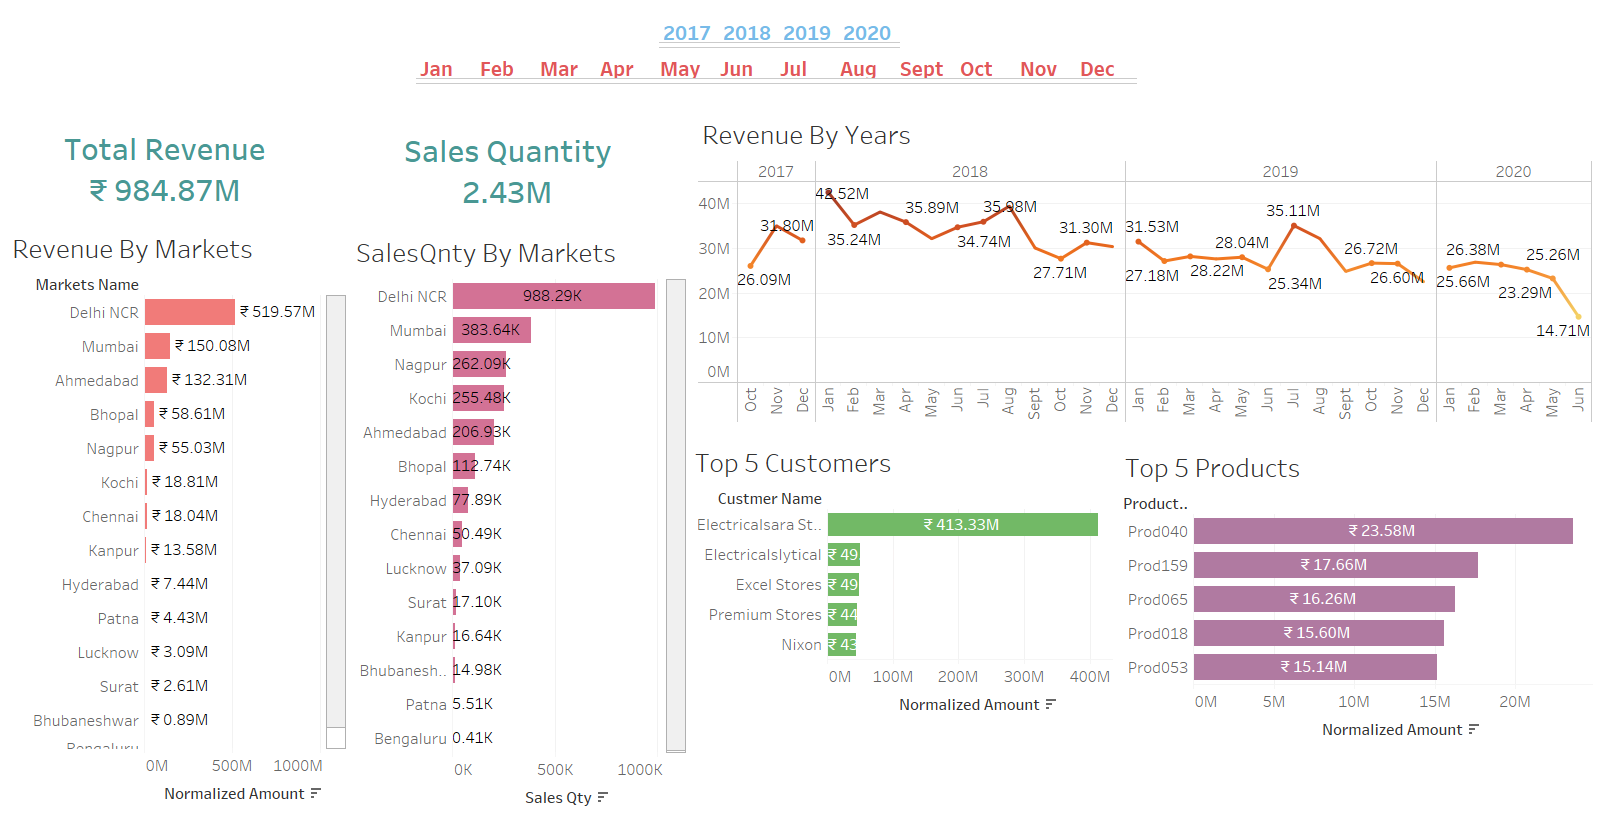 2017 2018 2019 2020
Jan Feb Mar Apr May Jun Jul Aug Sept Oct Nov Dec
Total Revenue
₹ 984.87M
Sales Quantity
2.43M
Revenue By Markets
Markets Name
Delhi NCR ₹ 519.57M
Mumbai ₹ 150.08M
Ahmedabad ₹ 132.31M
Bhopal ₹ 58.61M
Nagpur ₹ 55.03M
Kochi ₹ 18.81M
Chennai ₹ 18.04M
Kanpur ₹ 13.58M
Hyderabad ₹ 7.44M
Patna ₹ 4.43M
Lucknow ₹ 3.09M
Surat ₹ 2.61M
Bhubaneshwar ₹ 0.89M
Bengaluru
0M 500M 1000M
Normalized Amount
SalesQnty By Markets
Delhi NCR 988.29K
Mumbai 383.64K
Nagpur 262.09K
Kochi 255.48K
Ahmedabad 206.93K
Bhopal 112.74K
Hyderabad 77.89K
Chennai 50.49K
Lucknow 37.09K
Surat 17.10K
Kanpur 16.64K
Bhubanesh.. 14.98K
Patna 5.51K
Bengaluru 0.41K
0K 500K 1000K
Sales Qty
Revenue By Years
2017 2018 2019 2020
40M
30M
20M
10M
0M
26.09M 31.80M 42.52M 35.24M 35.89M 34.74M 35.98M 27.71M 31.30M 31.53M 27.18M 28.22M 28.04M 25.34M 35.11M 26.72M 26.60M 25.66M 26.38M 23.29M 25.26M 14.71M
Oct Nov Dec Jan Feb Mar Apr May Jun Jul Aug Sept Oct Nov Dec Jan Feb Mar Apr May Jun Jul Aug Sept Oct Nov Dec Jan Feb Mar Apr May Jun
Top 5 Customers
Custmer Name
Electricalsara St.. ₹ 413.33M
Electricalslytical ₹ 49
Excel Stores ₹ 49
Premium Stores ₹ 44
Nixon ₹ 43
0M 100M 200M 300M 400M
Normalized Amount
Top 5 Products
Product..
Prod040 ₹ 23.58M
Prod159 ₹ 17.66M
Prod065 ₹ 16.26M
Prod018 ₹ 15.60M
Prod053 ₹ 15.14M
0M 5M 10M 15M 20M
Normalized Amount